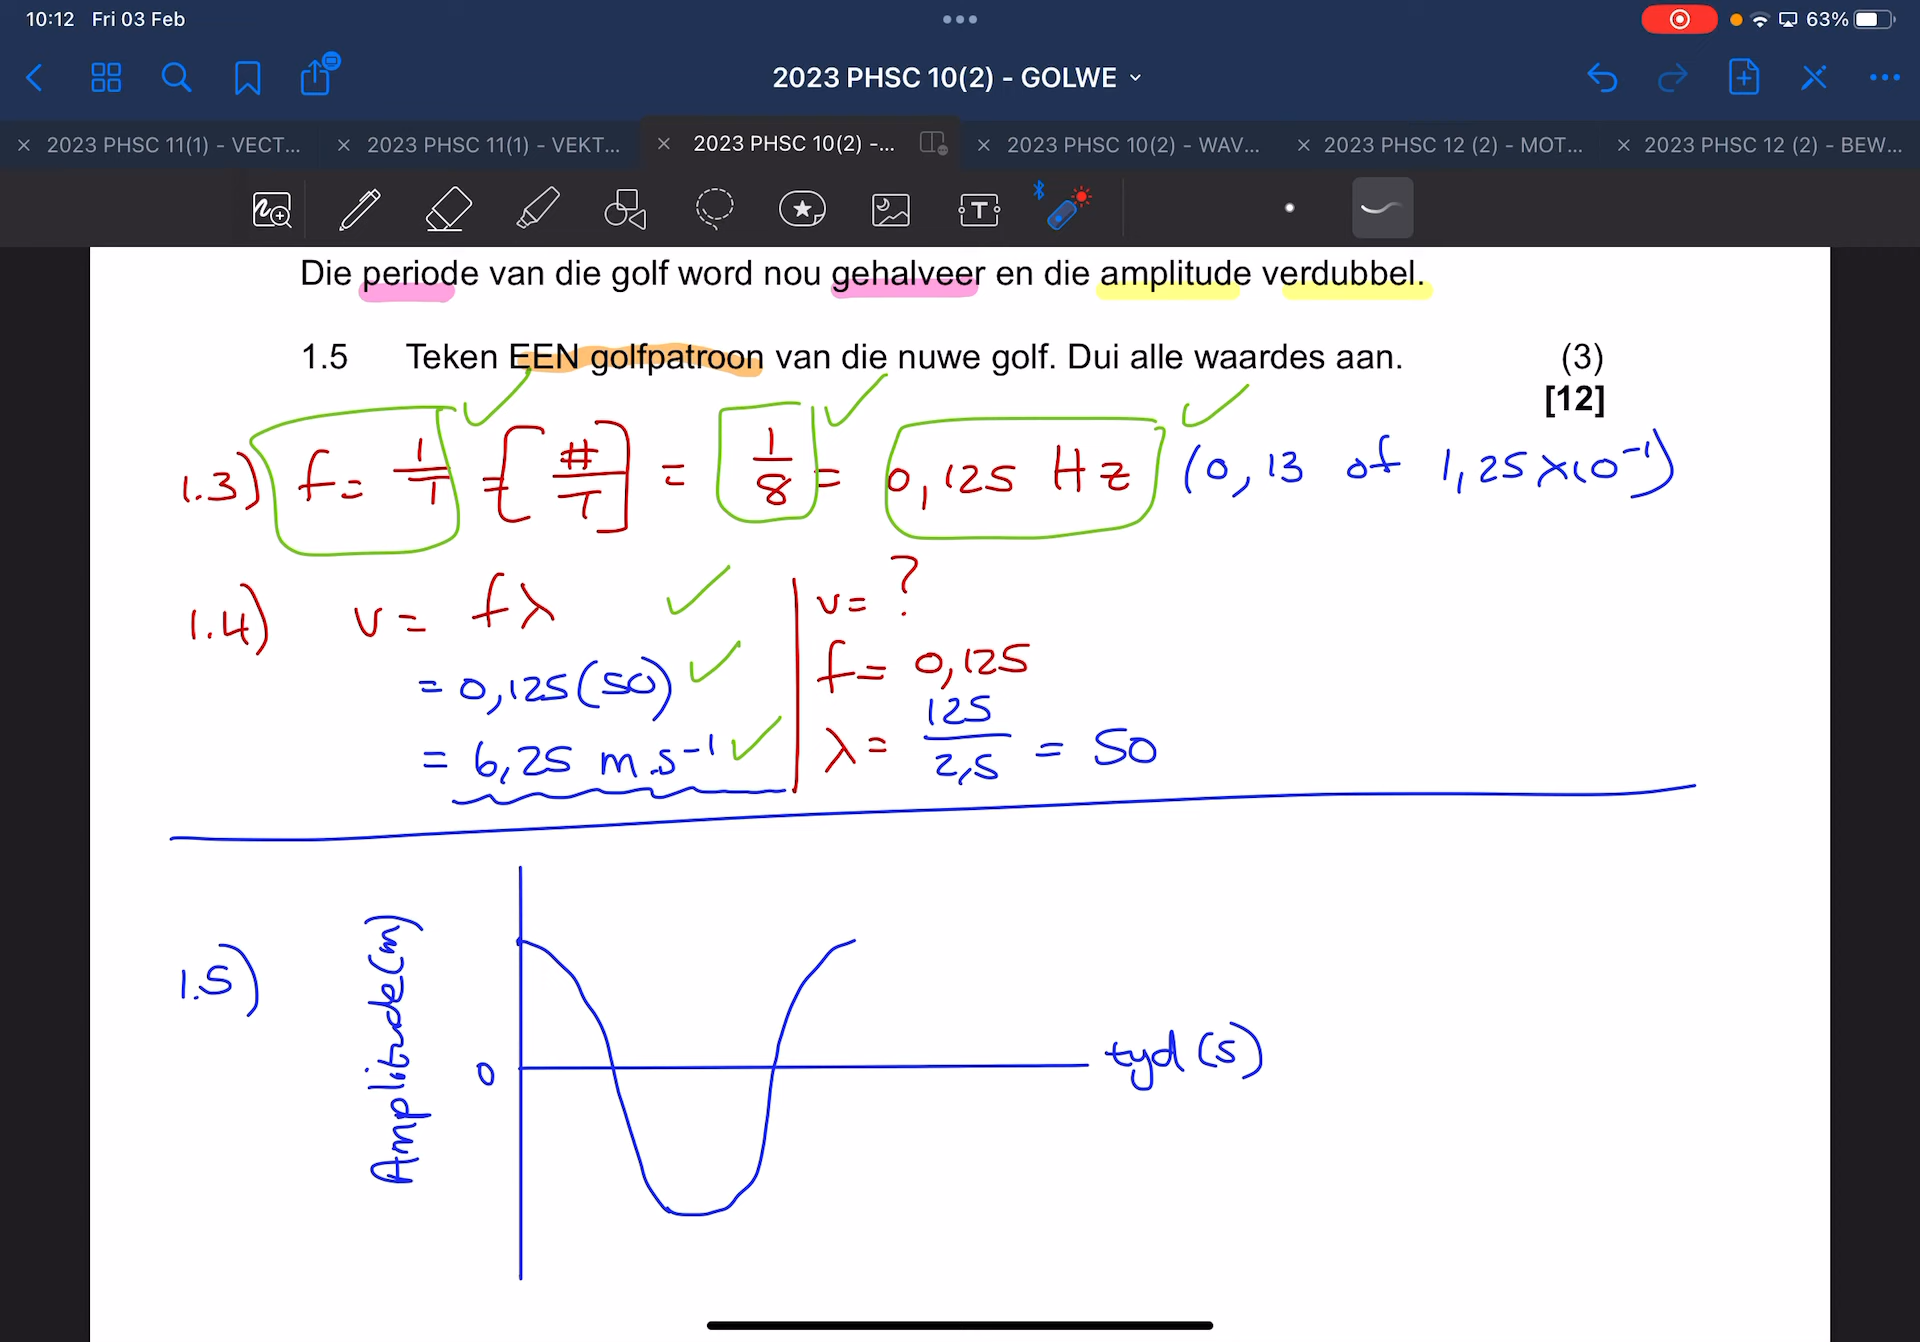 10:12 Fri 03 Feb 63%
2023 PHSC 10(2) - GOLWE
2023 PHSC 11(1) - VECT... 2023 PHSC 11(1) - VEKT... 2023 PHSC 10(2) -... 2023 PHSC 10(2) - WAV... 2023 PHSC 12 (2) - MOT... 2023 PHSC 12 (2) - BEW...
Die periode van die golf word nou gehalveer en die amplitude verdubbel.
1.5 Teken EEN golfpatroon van die nuwe golf. Dui alle waardes aan. (3)
[12]
1.3) f = 1/T = [#/T] = 1/8 = 0,125 Hz (0,13 of 1,25 x10⁻¹)
1.4) v = fλ v = ?
= 0,125(50) f = 0,125
= 6,25 m.s⁻¹ λ = 125/2,5 = 50
1.5) Amplitude(m)
0 tyd (s)